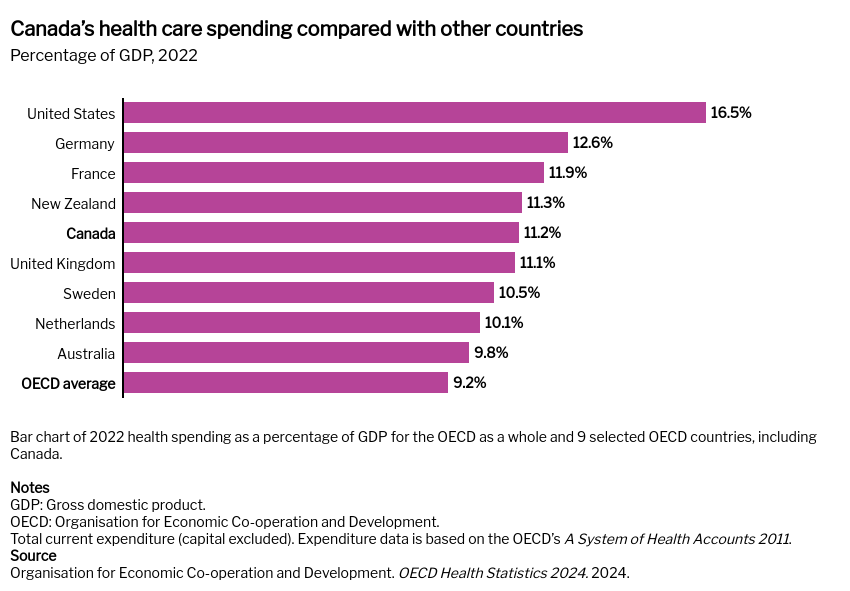 Canada's health care spending compared with other countries
Percentage of GDP, 2022
United States 16.5%
Germany 12.6%
France 11.9%
New Zealand 11.3%
Canada 11.2%
United Kingdom 11.1%
Sweden 10.5%
Netherlands 10.1%
Australia 9.8%
OECD average 9.2%
Bar chart of 2022 health spending as a percentage of GDP for the OECD as a whole and 9 selected OECD countries, including
Canada.
Notes
GDP: Gross domestic product.
OECD: Organisation for Economic Co-operation and Development.
Total current expenditure (capital excluded). Expenditure data is based on the OECD's A System of Health Accounts 2011.
Source
Organisation for Economic Co-operation and Development. OECD Health Statistics 2024. 2024.